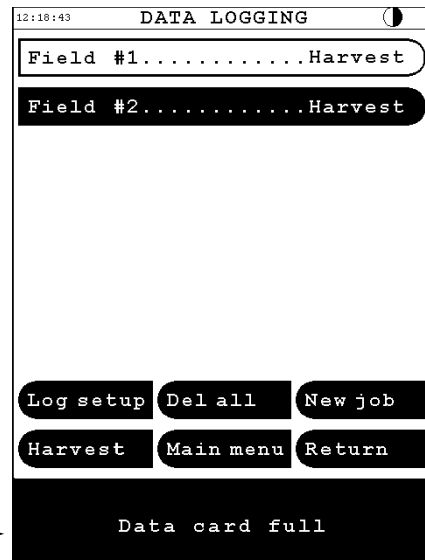 12:18:43 DATA LOGGING
Field #1............Harvest
Field #2............Harvest
Log setup Del all New job
Harvest Main menu Return
Data card full